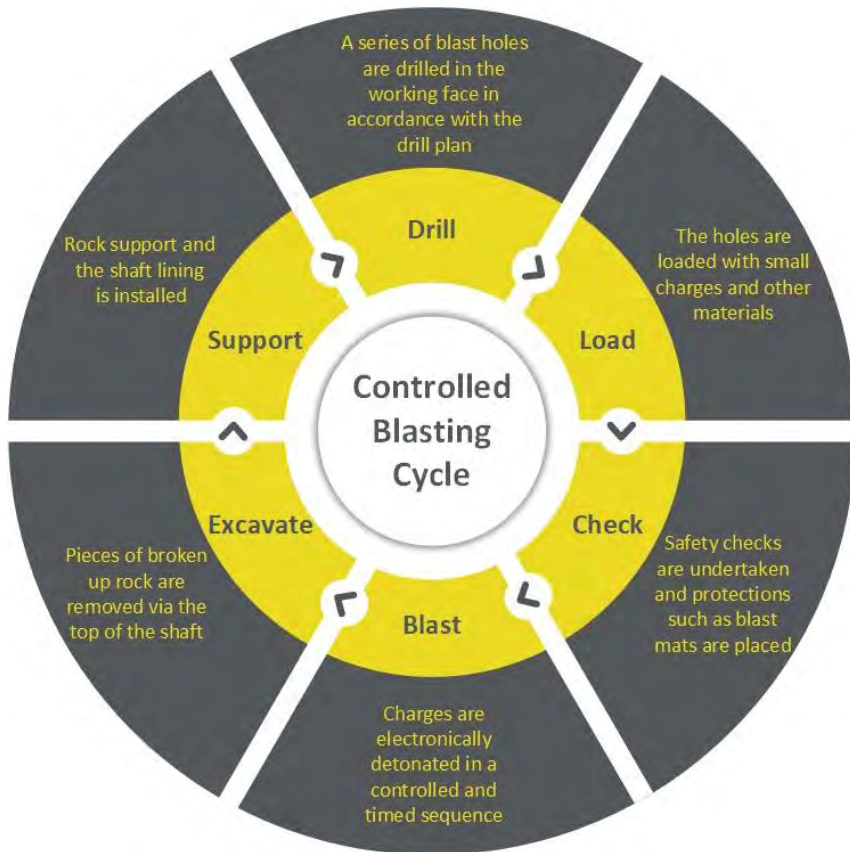 A series of blast holes
are drilled in the
working face in
accordance with the
drill plan
Drill
The holes are
loaded with small
charges and other
materials
Load
Safety checks
are undertaken
and protections
such as blast
mats are placed
Check
Charges are
electronically
detonated in a
controlled and
timed sequence
Blast
Pieces of broken
up rock are
removed via the
top of the shaft
Excavate
Rock support and
the shaft lining
is installed
Support
Controlled
Blasting
Cycle